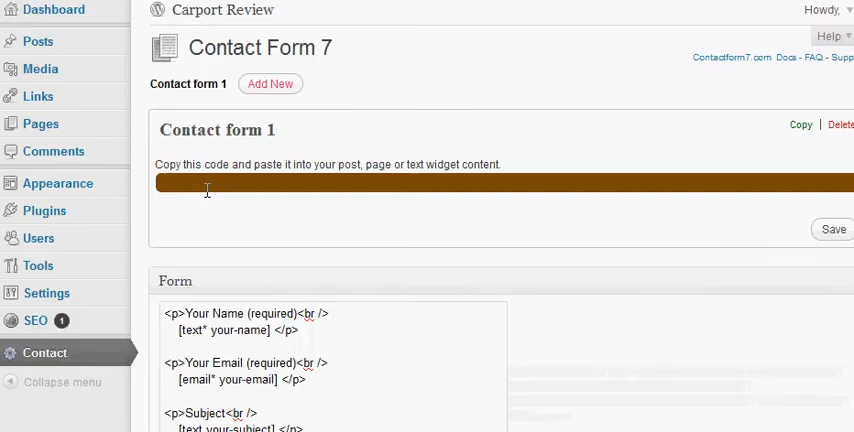 Dashboard
Carport Review
Howdy,
Posts
Contact Form 7
Help
Contactform7.com Docs - FAQ - Supp
Media
Contact form 1
Add New
Links
Pages
Contact form 1
Copy | Delete
Comments
Copy this code and paste it into your post, page or text widget content.
Appearance
Plugins
Save
Users
Tools
Form
Settings
<p>Your Name (required)<br />
SEO 1
[text* your-name] </p>
Contact
<p>Your Email (required)<br />
Collapse menu
[email* your-email] </p>
<p>Subject<br />
[text your-subject] </p>